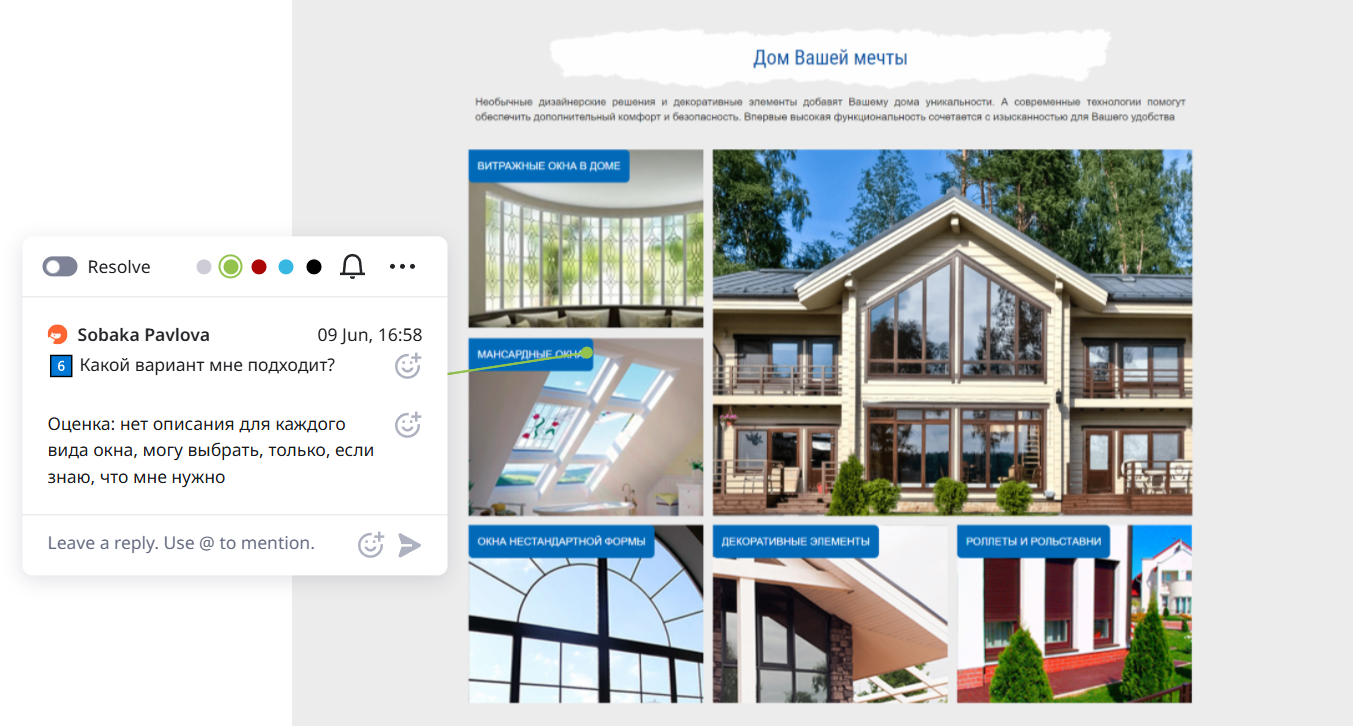 Дом Вашей мечты
Необычные дизайнерские решения и декоративные элементы добавят Вашему дома уникальности. А современные технологии помогут
обеспечить дополнительный комфорт и безопасность. Впервые высокая функциональность сочетается с изысканностью для Вашего удобства
ВИТРАЖНЫЕ ОКНА В ДОМЕ
МАНСАРДНЫЕ ОКНА
ОКНА НЕСТАНДАРТНОЙ ФОРМЫ
ДЕКОРАТИВНЫЕ ЭЛЕМЕНТЫ
РОЛЛЕТЫ И РОЛЬСТАВНИ
Resolve
Sobaka Pavlova 09 Jun, 16:58
6 Какой вариант мне подходит?
Оценка: нет описания для каждого
вида окна, могу выбрать, только, если
знаю, что мне нужно
Leave a reply. Use @ to mention.